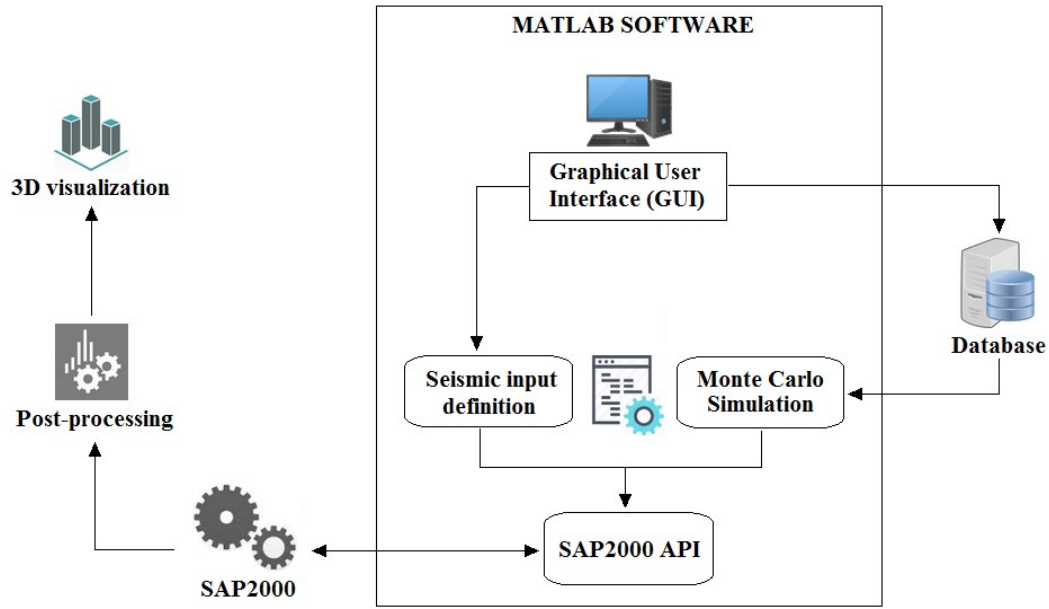 MATLAB SOFTWARE
Graphical User
Interface (GUI)
3D visualization
Database
Seismic input
definition
Monte Carlo
Simulation
Post-processing
SAP2000 API
SAP2000